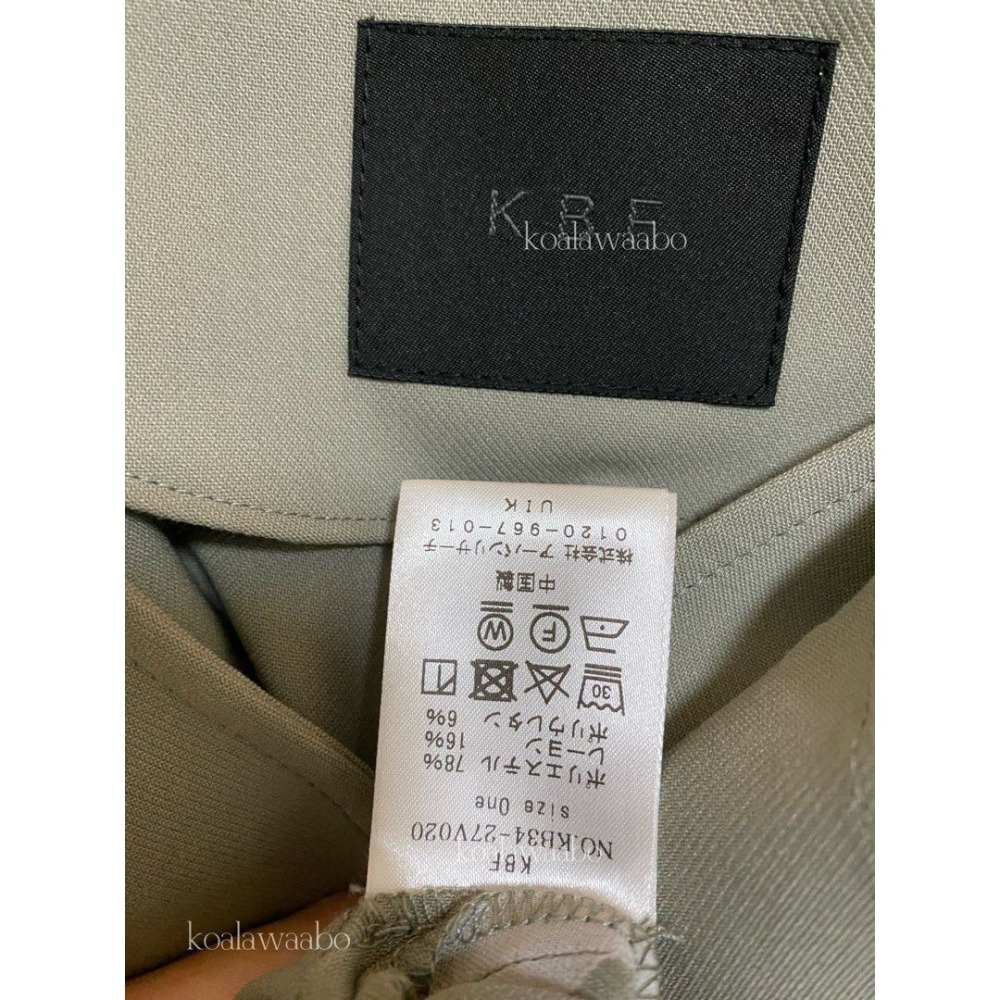 K B F
koalawaabo
KBF
NO.KB34-27V020
size One
ポリエステル 78%
レーヨン 16%
ポリウレタン 6%
30
F W
中国製
株式会社 アーバンリサーチ
0120-967-013
UIK
koalawaabo
koalawaabo